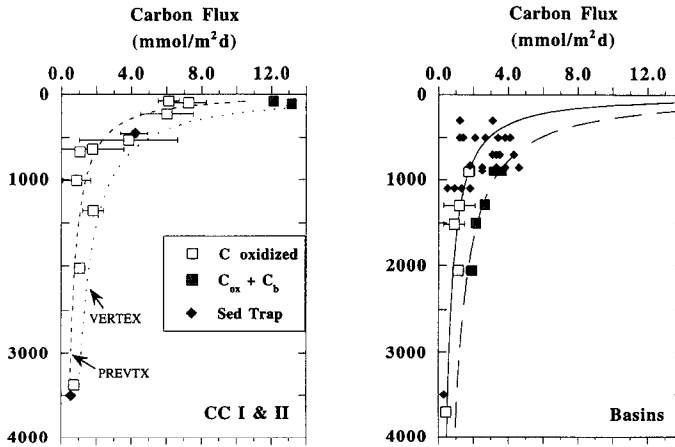 Carbon Flux
(mmol/m²d)
0.0 4.0 8.0 12.0
0
1000
2000
3000
4000
□ C oxidized
■ Cox + Cb
◆ Sed Trap
VERTEX
PREVTX
CC I & II
Carbon Flux
(mmol/m²d)
0.0 4.0 8.0 12.0
0
1000
2000
3000
4000
Basins